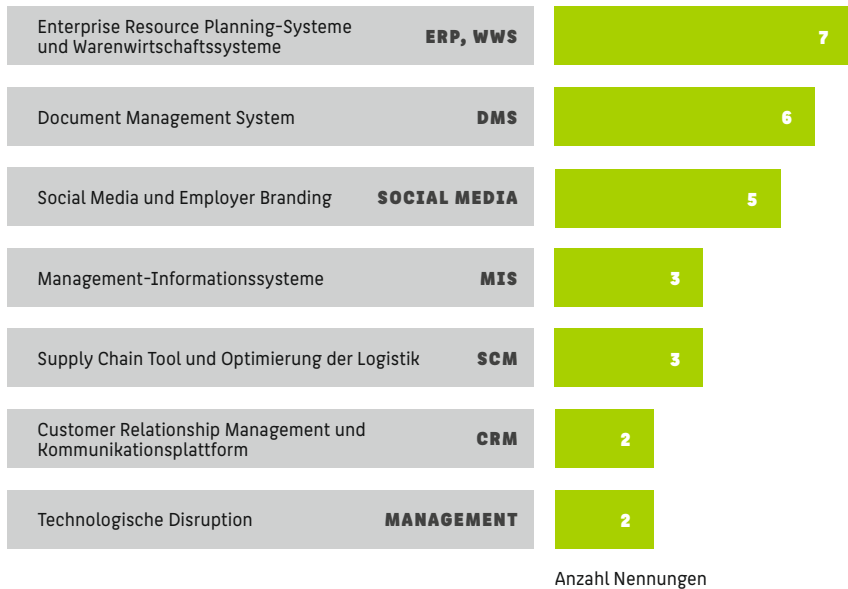 Enterprise Resource Planning-Systeme
und Warenwirtschaftssysteme
ERP, WWS
7
Document Management System
DMS
6
Social Media und Employer Branding
SOCIAL MEDIA
5
Management-Informationssysteme
MIS
3
Supply Chain Tool und Optimierung der Logistik
SCM
3
Customer Relationship Management und
Kommunikationsplattform
CRM
2
Technologische Disruption
MANAGEMENT
2
Anzahl Nennungen